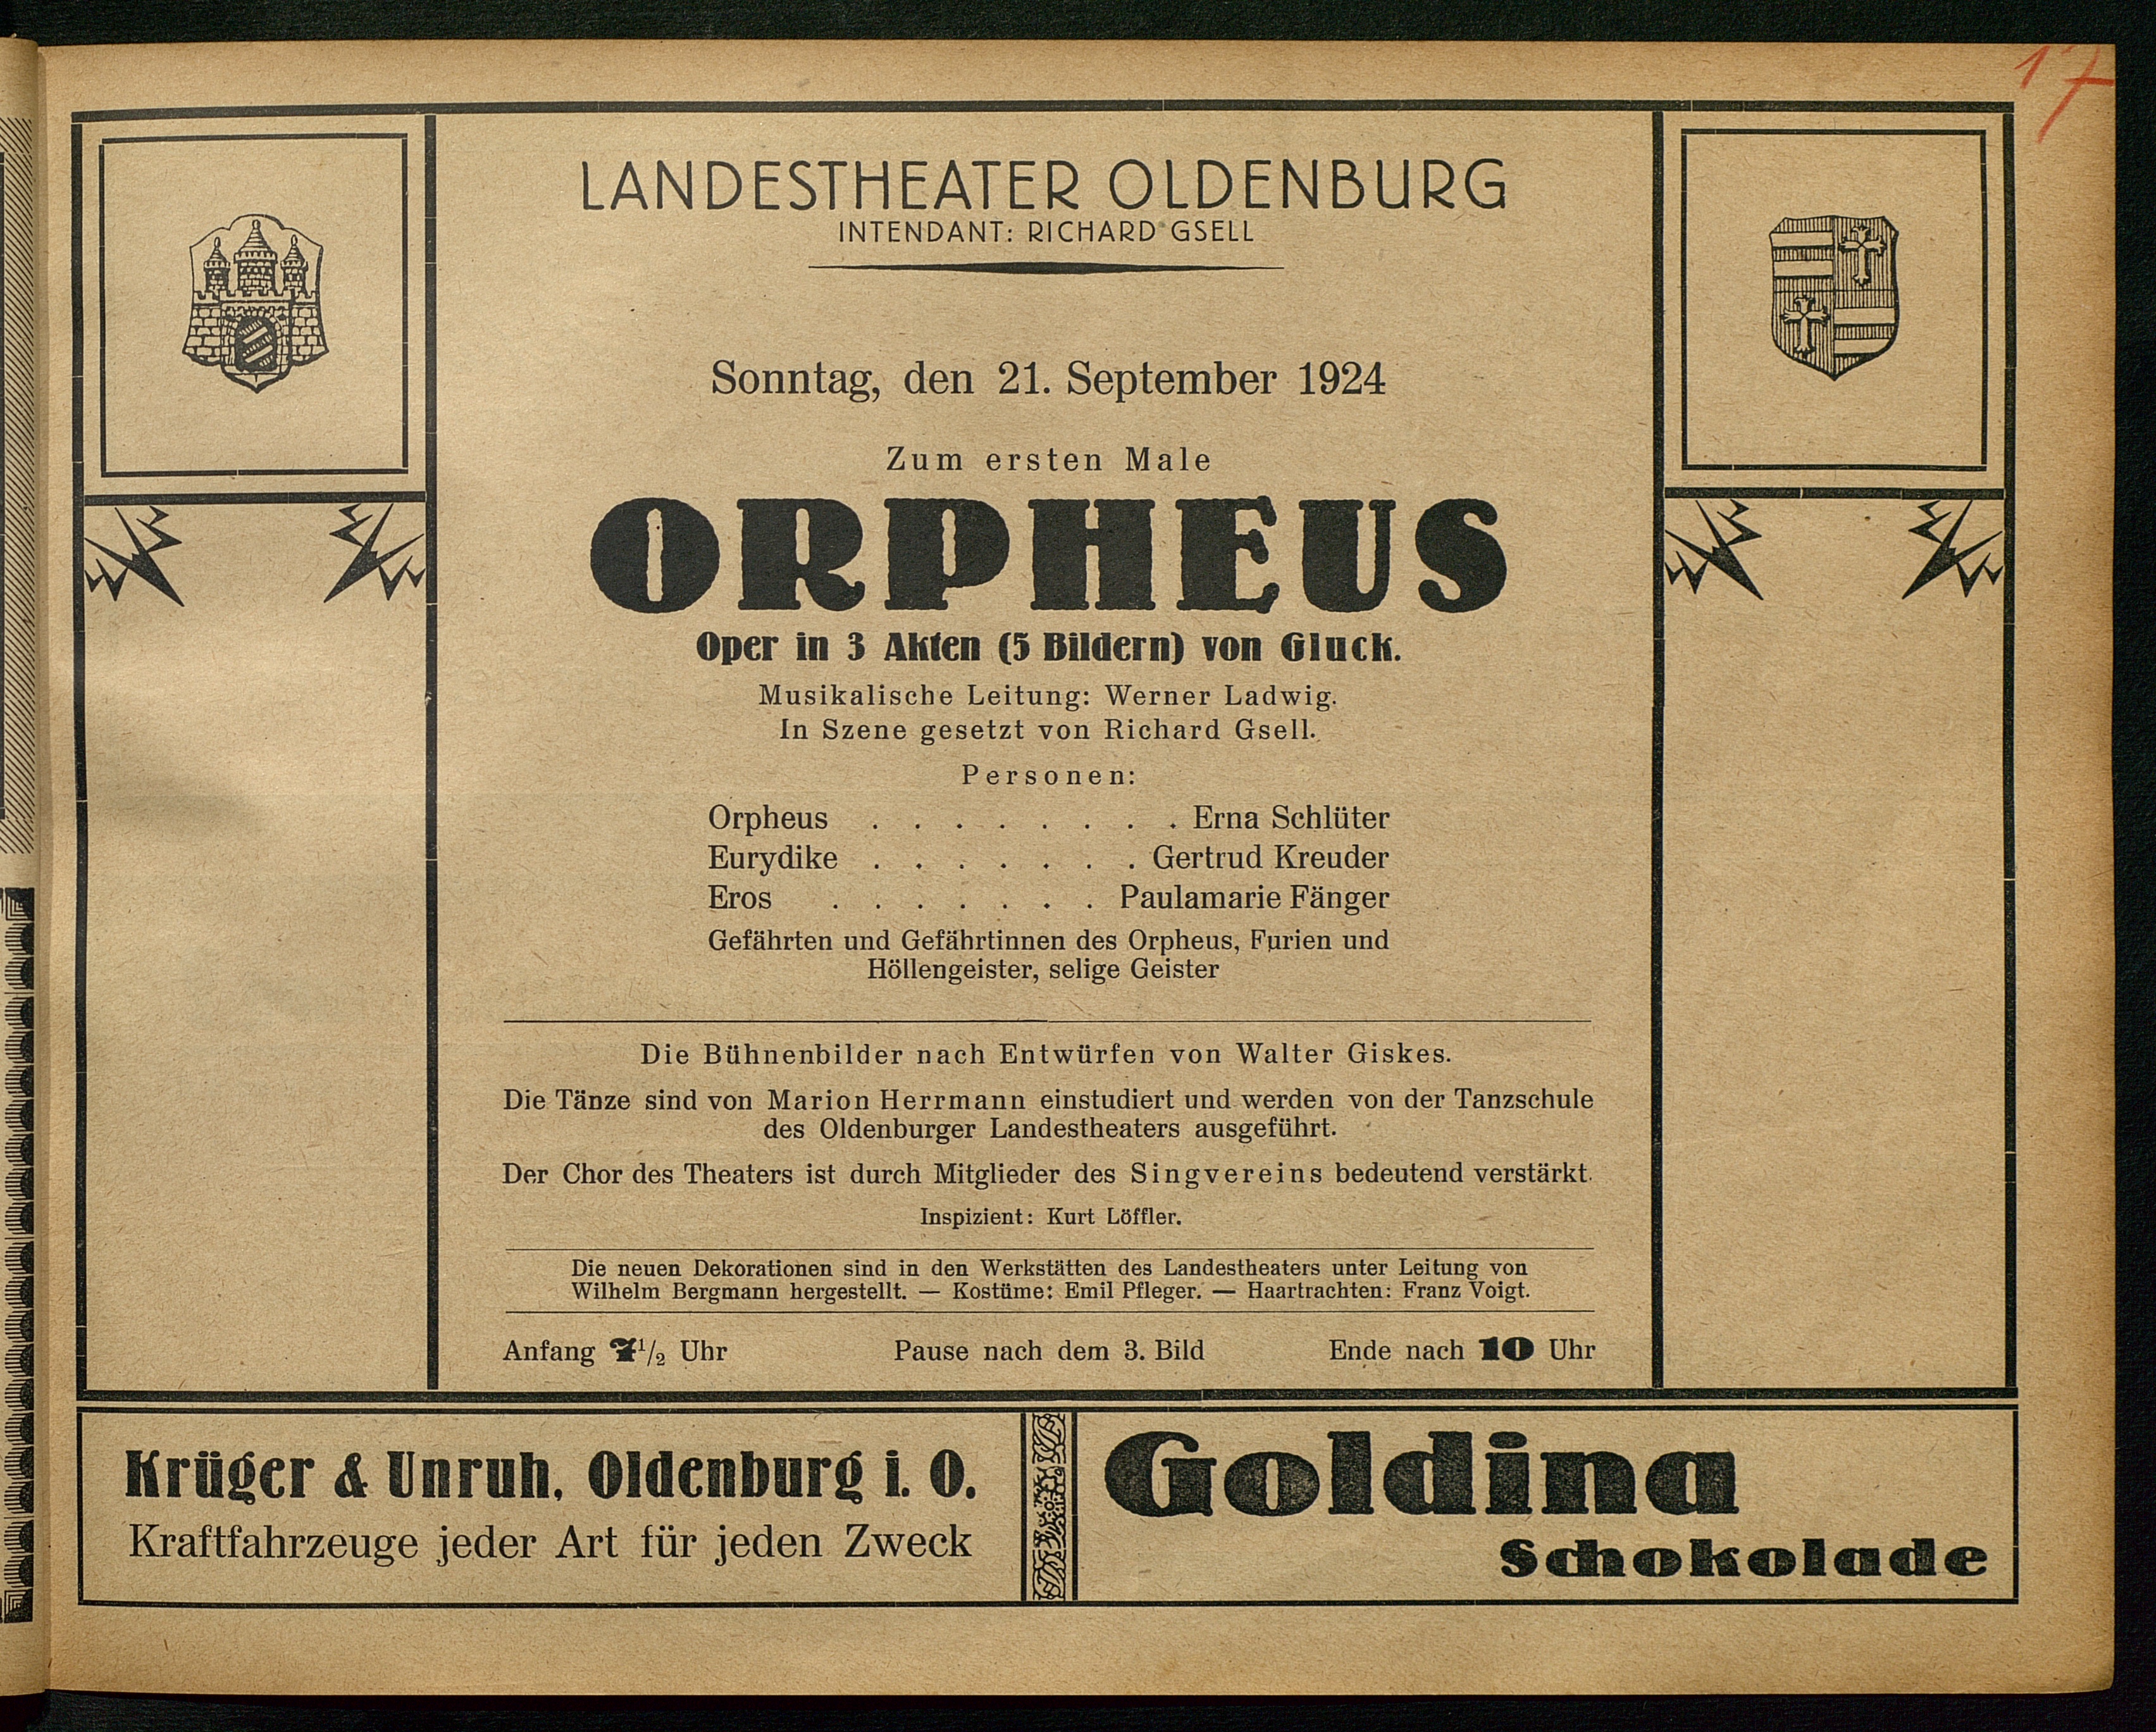 17
LANDESTHEATER OLDENBURG
INTENDANT: RICHARD GSELL
Sonntag, den 21. September 1924
Zum ersten Male
ORPHEUS
Oper in 3 Akten (5 Bildern) von Gluck.
Musikalische Leitung: Werner Ladwig.
In Szene gesetzt von Richard Gsell.
Personen:
Orpheus . . . . . . . . Erna Schlüter
Eurydike . . . . . . . Gertrud Kreuder
Eros . . . . . . . Paulamarie Fänger
Gefährten und Gefährtinnen des Orpheus, Furien und
Höllengeister, selige Geister
Die Bühnenbilder nach Entwürfen von Walter Giskes.
Die Tänze sind von Marion Herrmann einstudiert und werden von der Tanzschule
des Oldenburger Landestheaters ausgeführt.
Der Chor des Theaters ist durch Mitglieder des Singvereins bedeutend verstärkt.
Inspizient: Kurt Löffler.
Die neuen Dekorationen sind in den Werkstätten des Landestheaters unter Leitung von
Wilhelm Bergmann hergestellt. — Kostüme: Emil Pfleger. — Haartrachten: Franz Voigt.
Anfang 7 1/2 Uhr Pause nach dem 3. Bild Ende nach 10 Uhr
Krüger & Unruh, Oldenburg i. O.
Kraftfahrzeuge jeder Art für jeden Zweck
Goldina
Schokolade